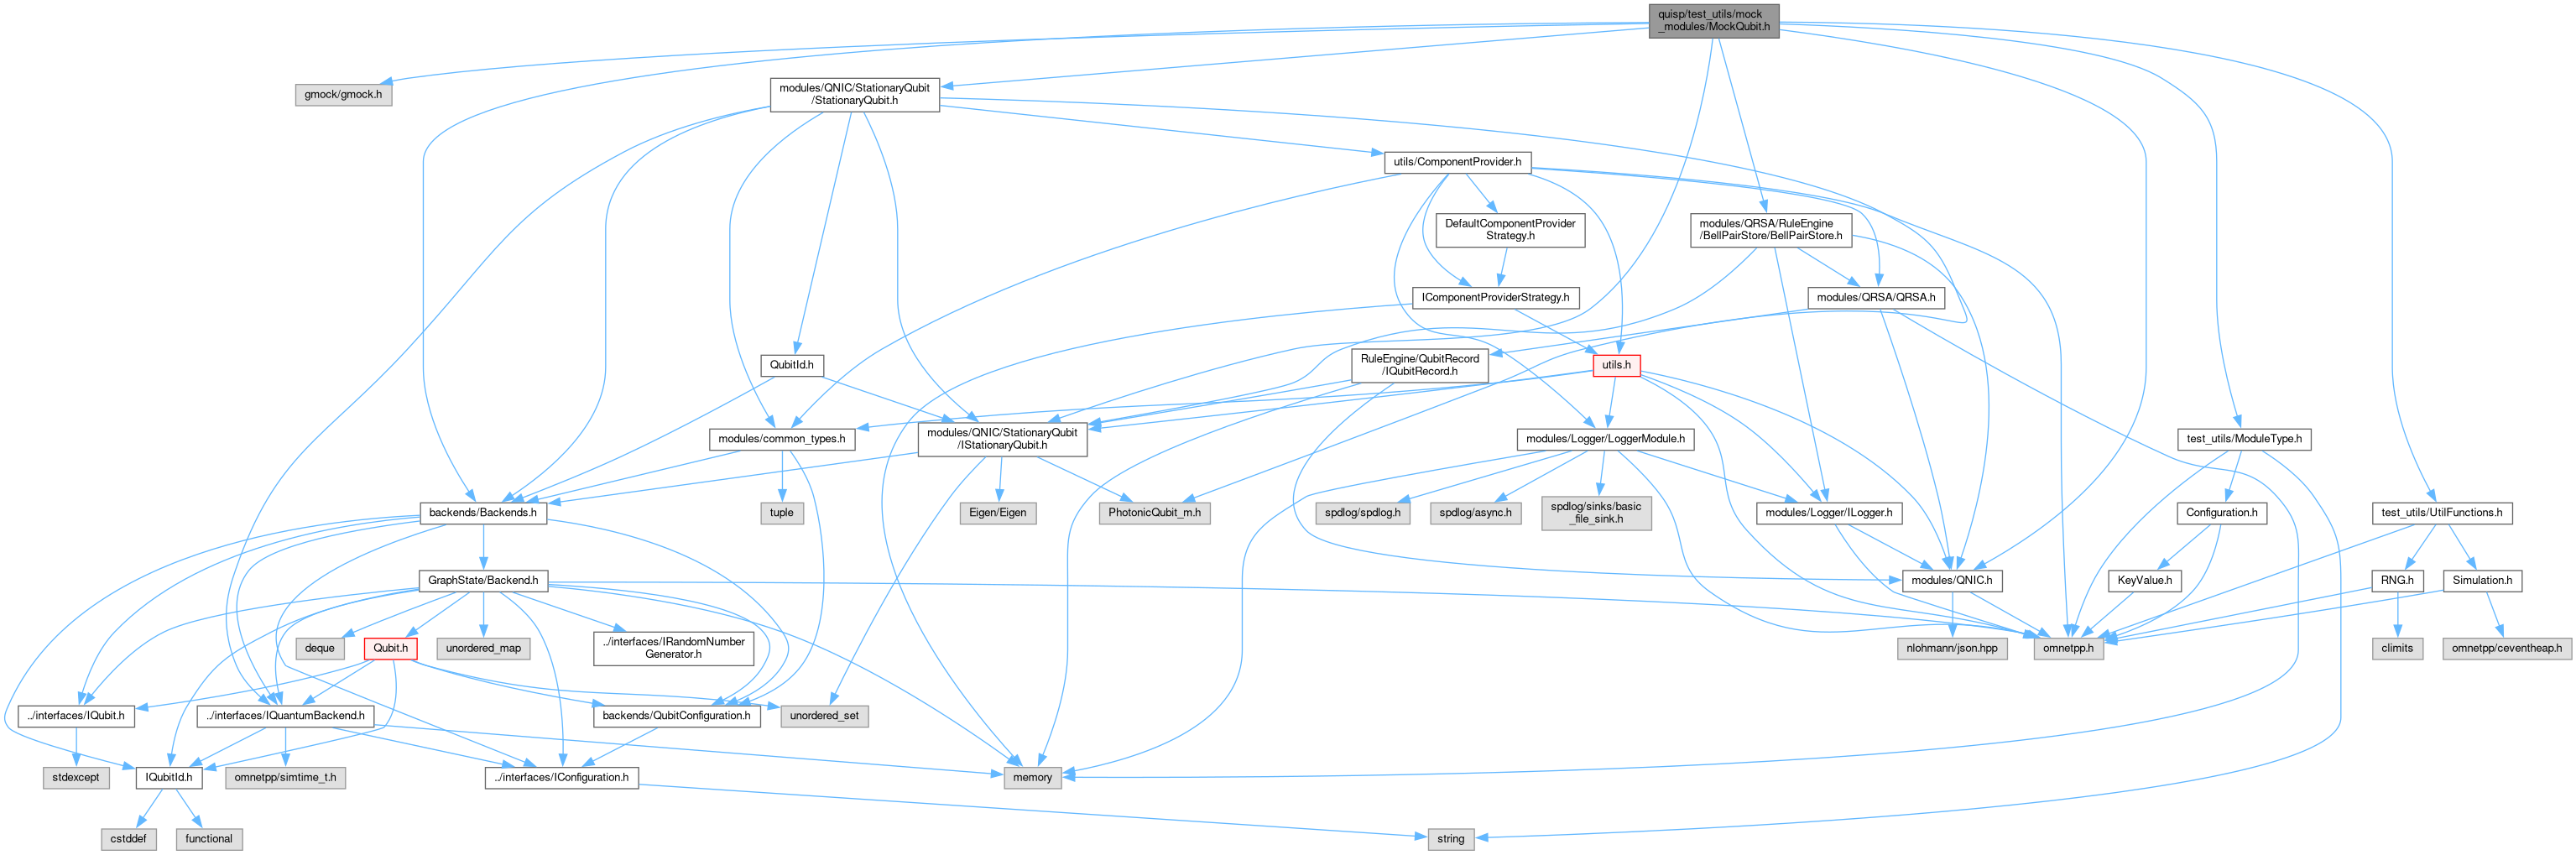 quisp/test_utils/mock
_modules/MockQubit.h
gmock/gmock.h
modules/QNIC/StationaryQubit
/StationaryQubit.h
utils/ComponentProvider.h
DefaultComponentProvider
Strategy.h
modules/QRSA/RuleEngine
/BellPairStore/BellPairStore.h
IComponentProviderStrategy.h
modules/QRSA/QRSA.h
QubitId.h
RuleEngine/QubitRecord
/IQubitRecord.h
utils.h
modules/common_types.h
modules/QNIC/StationaryQubit
/IStationaryQubit.h
modules/Logger/LoggerModule.h
test_utils/ModuleType.h
backends/Backends.h
tuple
Eigen/Eigen
PhotonicQubit_m.h
spdlog/spdlog.h
spdlog/async.h
spdlog/sinks/basic
_file_sink.h
modules/Logger/ILogger.h
Configuration.h
test_utils/UtilFunctions.h
GraphState/Backend.h
modules/QNIC.h
KeyValue.h
RNG.h
Simulation.h
deque
Qubit.h
unordered_map
../interfaces/IRandomNumber
Generator.h
nlohmann/json.hpp
omnetpp.h
climits
omnetpp/ceventheap.h
../interfaces/IQubit.h
../interfaces/IQuantumBackend.h
backends/QubitConfiguration.h
unordered_set
stdexcept
IQubitId.h
omnetpp/simtime_t.h
../interfaces/IConfiguration.h
memory
cstddef
functional
string